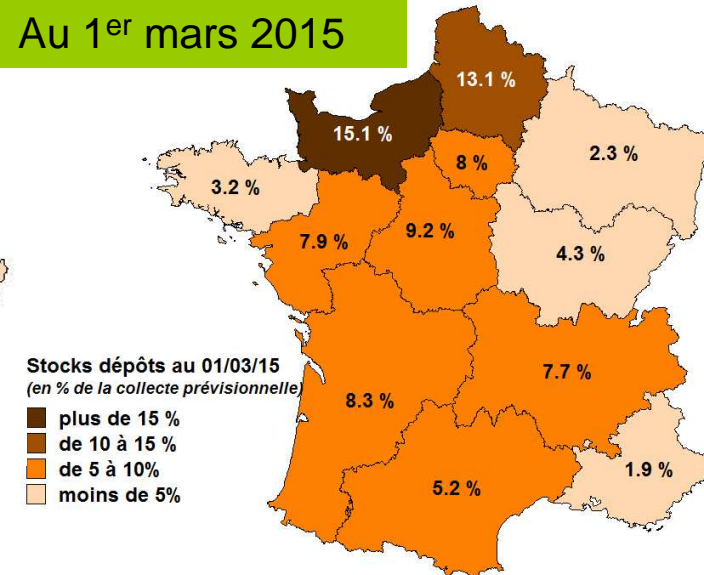 Au 1er mars 2015
13.1 %
15.1 %
8 %
2.3 %
3.2 %
7.9 %
9.2 %
4.3 %
Stocks dépôts au 01/03/15
(en % de la collecte prévisionnelle)
plus de 15 %
de 10 à 15 %
de 5 à 10%
moins de 5%
7.7 %
8.3 %
1.9 %
5.2 %